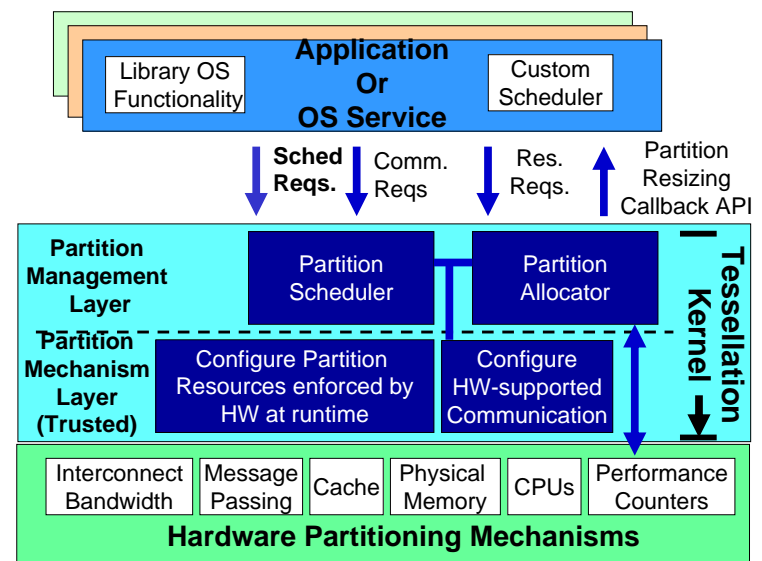 Application
Or
OS Service
Library OS
Functionality
Custom
Scheduler
Sched
Reqs.
Comm.
Reqs
Res.
Reqs.
Partition
Resizing
Callback API
Partition
Management
Layer
Partition
Scheduler
Partition
Allocator
Tessellation
Kernel
Partition
Mechanism
Layer
(Trusted)
Configure Partition
Resources enforced by
HW at runtime
Configure
HW-supported
Communication
Interconnect
Bandwidth
Message
Passing
Cache
Physical
Memory
CPUs
Performance
Counters
Hardware Partitioning Mechanisms